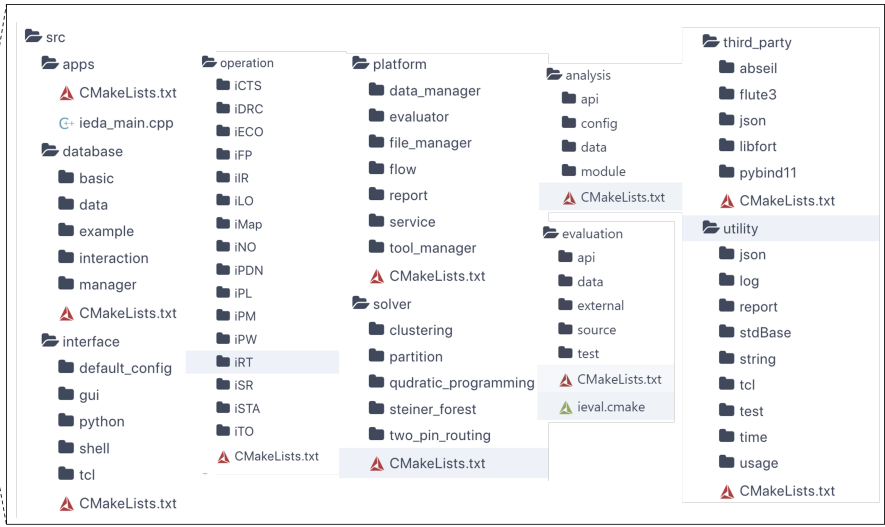 src
apps
CMakeLists.txt
ieda_main.cpp
database
basic
data
example
interaction
manager
CMakeLists.txt
interface
default_config
gui
python
shell
tcl
CMakeLists.txt
operation
iCTS
iDRC
iECO
iFP
iIR
iLO
iMap
iNO
iPDN
iPL
iPM
iPW
iRT
iSR
iSTA
iTO
CMakeLists.txt
platform
data_manager
evaluator
file_manager
flow
report
service
tool_manager
CMakeLists.txt
solver
clustering
partition
qudratic_programming
steiner_forest
two_pin_routing
CMakeLists.txt
analysis
api
config
data
module
CMakeLists.txt
evaluation
api
data
external
source
test
CMakeLists.txt
ieval.cmake
third_party
abseil
flute3
json
libfort
pybind11
CMakeLists.txt
utility
json
log
report
stdBase
string
tcl
test
time
usage
CMakeLists.txt